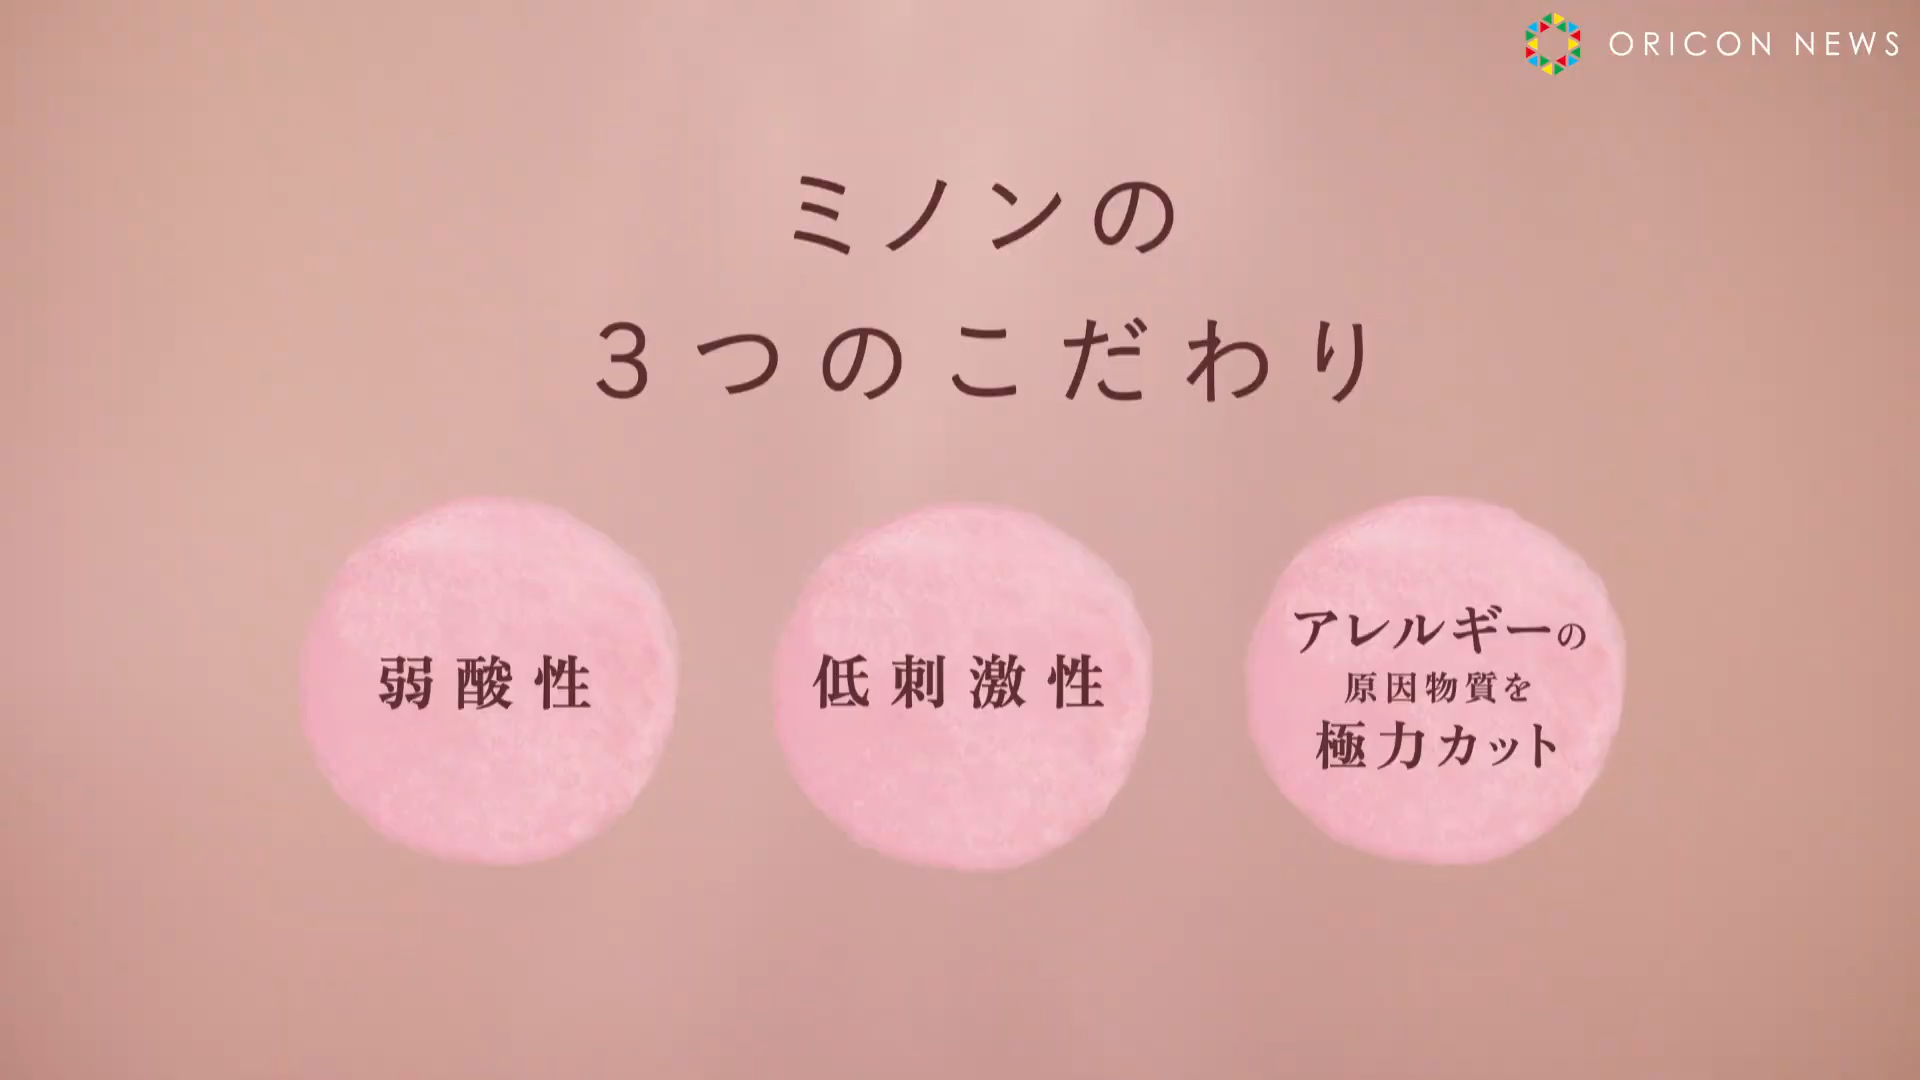 ORICON NEWS
ミノンの
3つのこだわり
弱酸性
低刺激性
アレルギーの
原因物質を
極力カット